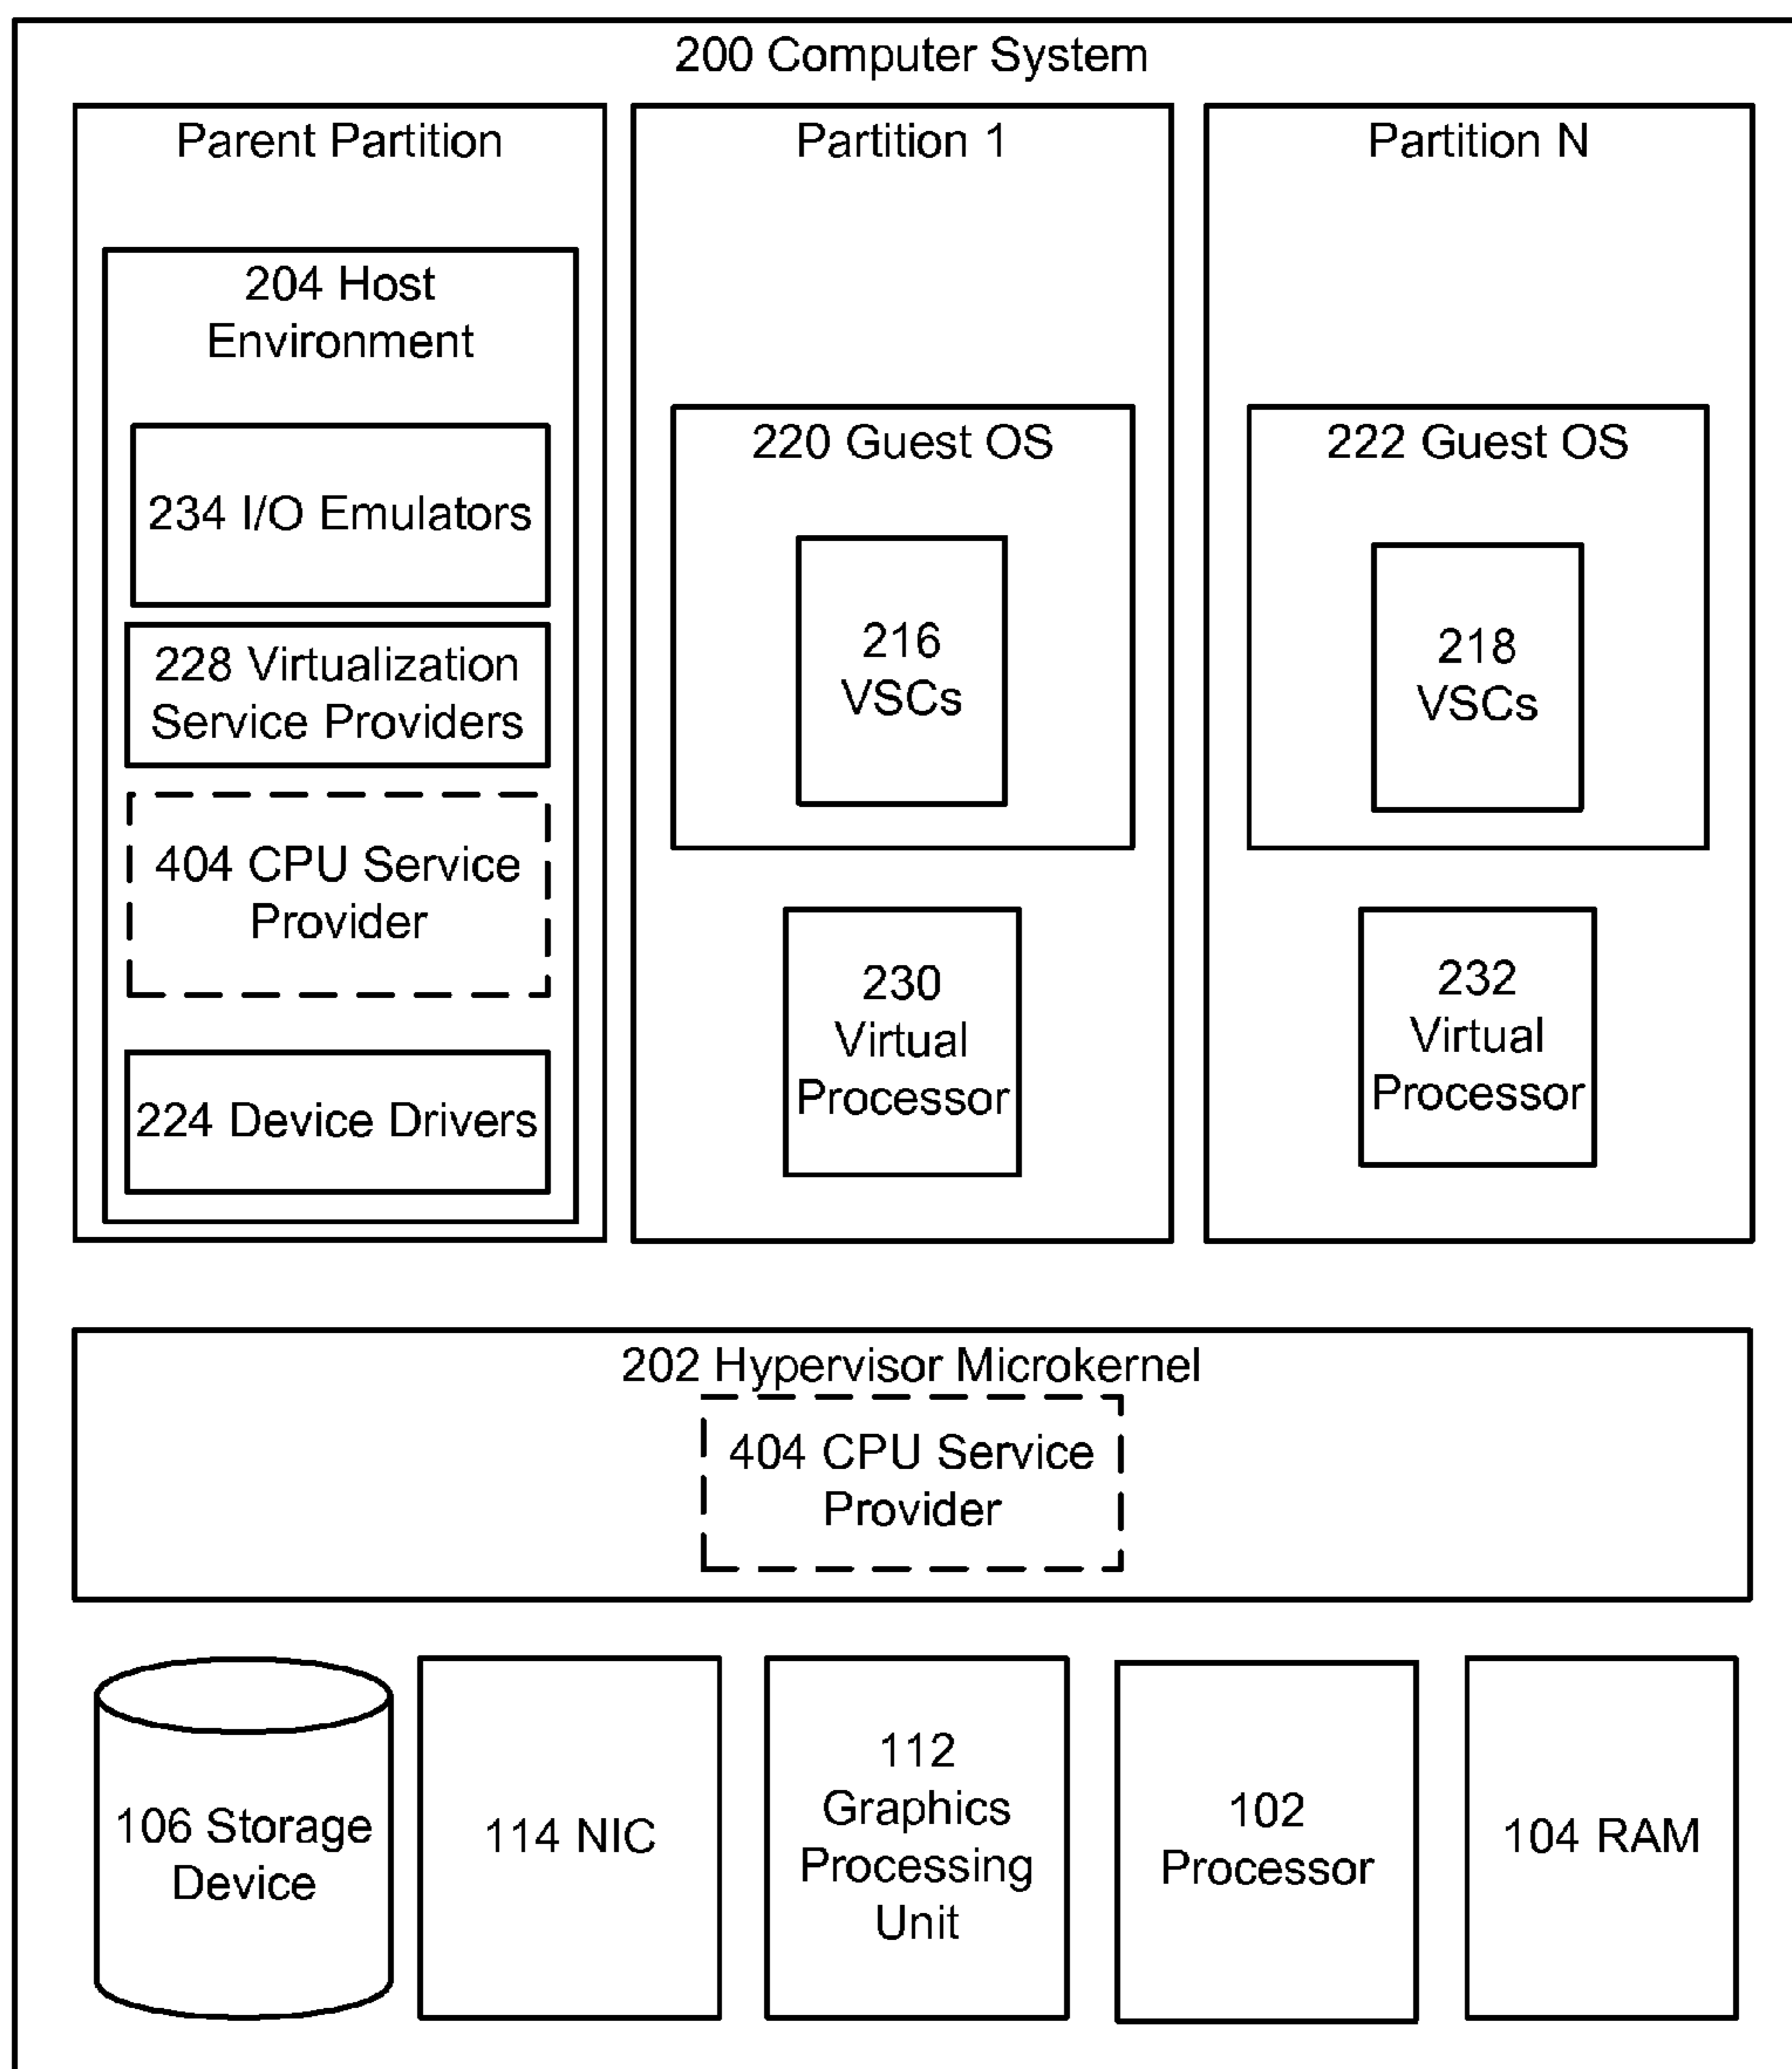 200 Computer System
Parent Partition
204 Host
Environment
234 I/O Emulators
228 Virtualization
Service Providers
404 CPU Service
Provider
224 Device Drivers
Partition 1
220 Guest OS
216
VSCs
230
Virtual
Processor
Partition N
222 Guest OS
218
VSCs
232
Virtual
Processor
202 Hypervisor Microkernel
404 CPU Service
Provider
106 Storage
Device
114 NIC
112
Graphics
Processing
Unit
102
Processor
104 RAM